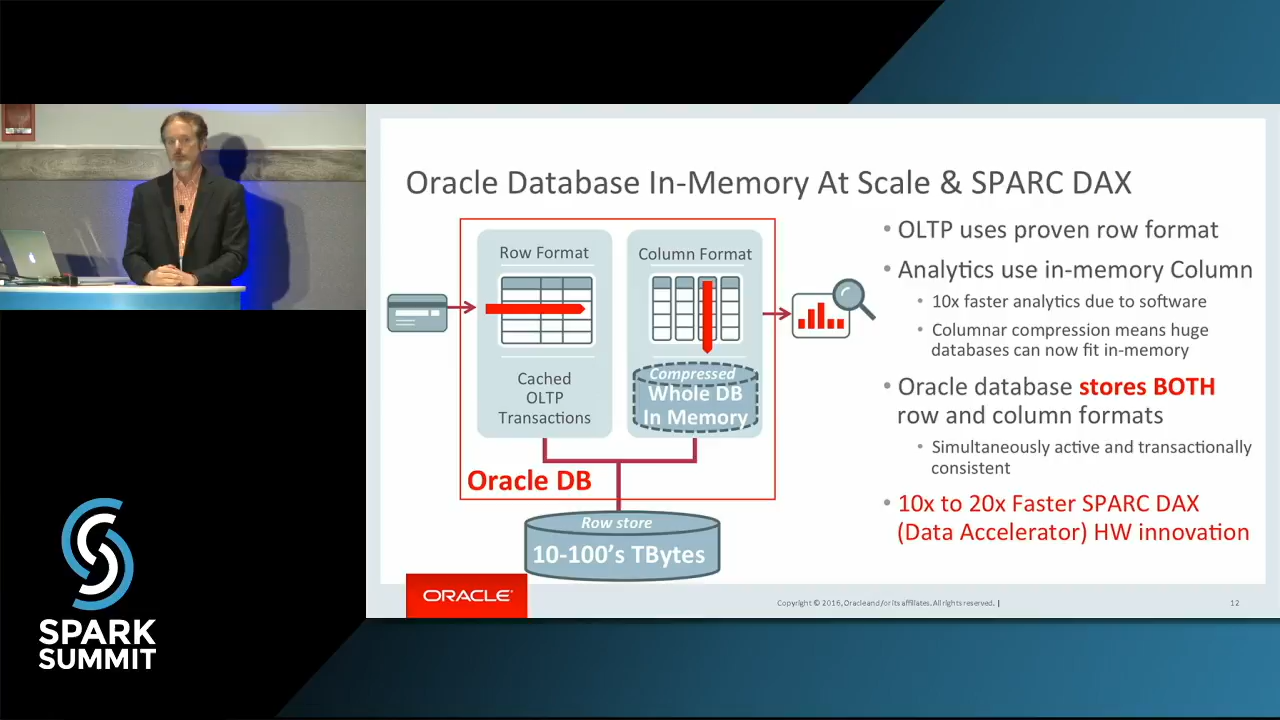 Oracle Database In-Memory At Scale & SPARC DAX
Row Format
Cached
OLTP
Transactions
Column Format
Compressed
Whole DB
In Memory
Oracle DB
Row store
10-100's TBytes
• OLTP uses proven row format
• Analytics use in-memory Column
• 10x faster analytics due to software
• Columnar compression means huge
databases can now fit in-memory
• Oracle database stores BOTH
row and column formats
• Simultaneously active and transactionally
consistent
• 10x to 20x Faster SPARC DAX
(Data Accelerator) HW innovation
ORACLE
Copyright © 2016, Oracle and/or its affiliates. All rights reserved. |
12
SPARK
SUMMIT